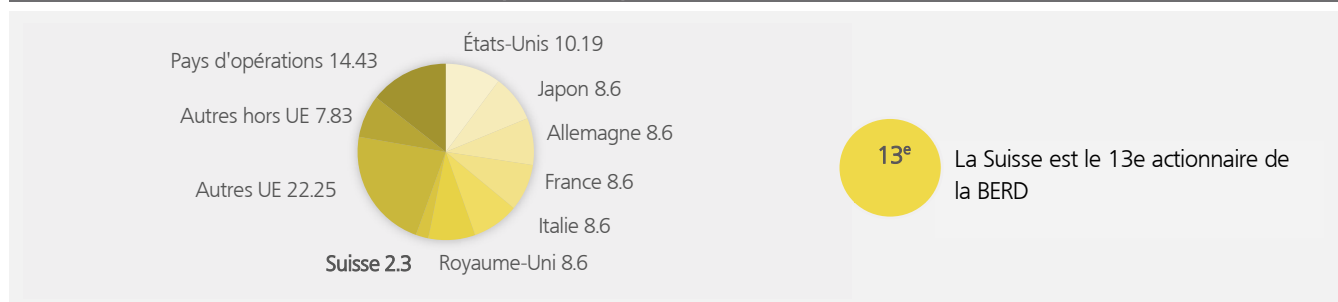 États-Unis 10.19
Japon 8.6
Allemagne 8.6
France 8.6
Italie 8.6
Royaume-Uni 8.6
Suisse 2.3
Autres UE 22.25
Autres hors UE 7.83
Pays d'opérations 14.43
13e
La Suisse est le 13e actionnaire de
la BERD